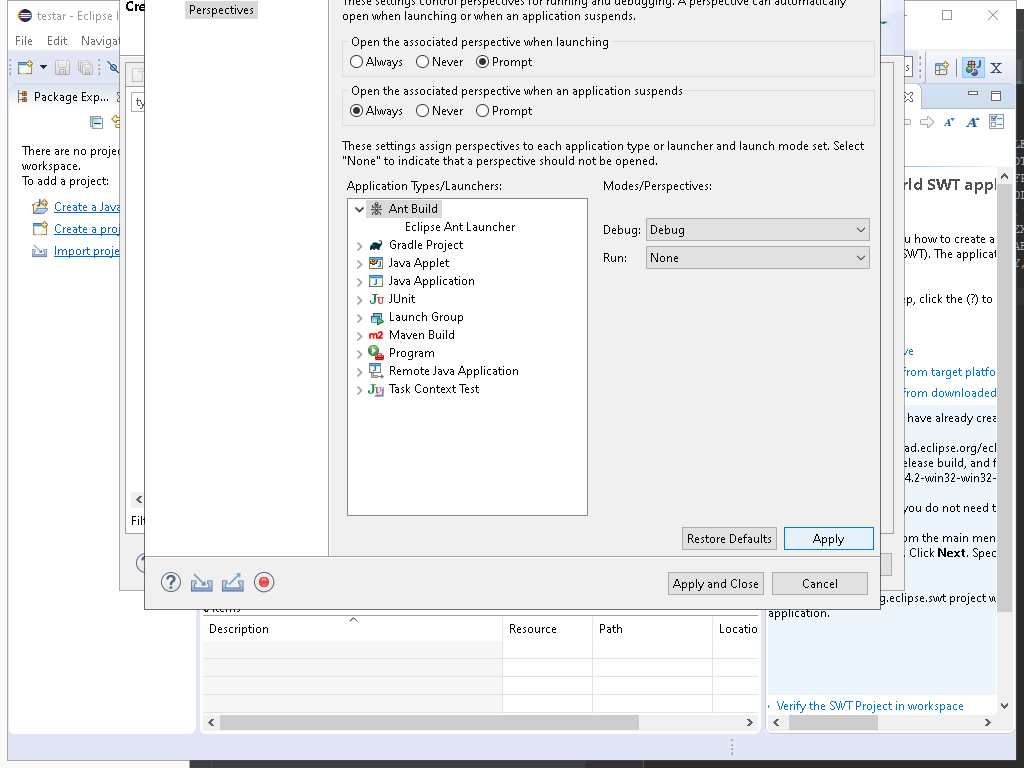 testar - Eclipse I
Cre
Perspectives
These settings control perspectives for running and debugging. A perspective can automatically
open when launching or when an application suspends.
File Edit Navigat
Open the associated perspective when launching
Always Never Prompt
Package Exp...
Open the associated perspective when an application suspends
Always Never Prompt
ty
There are no proje
workspace.
To add a project:
Create a Java
Create a proj
Import proje
These settings assign perspectives to each application type or launcher and launch mode set. Select
"None" to indicate that a perspective should not be opened.
Application Types/Launchers:
Modes/Perspectives:
Ant Build
Eclipse Ant Launcher
Gradle Project
Java Applet
Java Application
JUnit
Launch Group
Maven Build
Program
Remote Java Application
Task Context Test
Debug: Debug
Run: None
rld SWT appl
u how to create a
SWT). The applicat
ep, click the (?) to
ve
from target platfo
from downloaded
have already crea
ad.eclipse.org/ecl
elease build, and f
4.2-win32-win32-
you do not need t
om the main men
. Click Next. Spec
g.eclipse.swt project w
application.
Verify the SWT Project in workspace
Filt
Restore Defaults Apply
Apply and Close Cancel
items
Description Resource Path Locatio